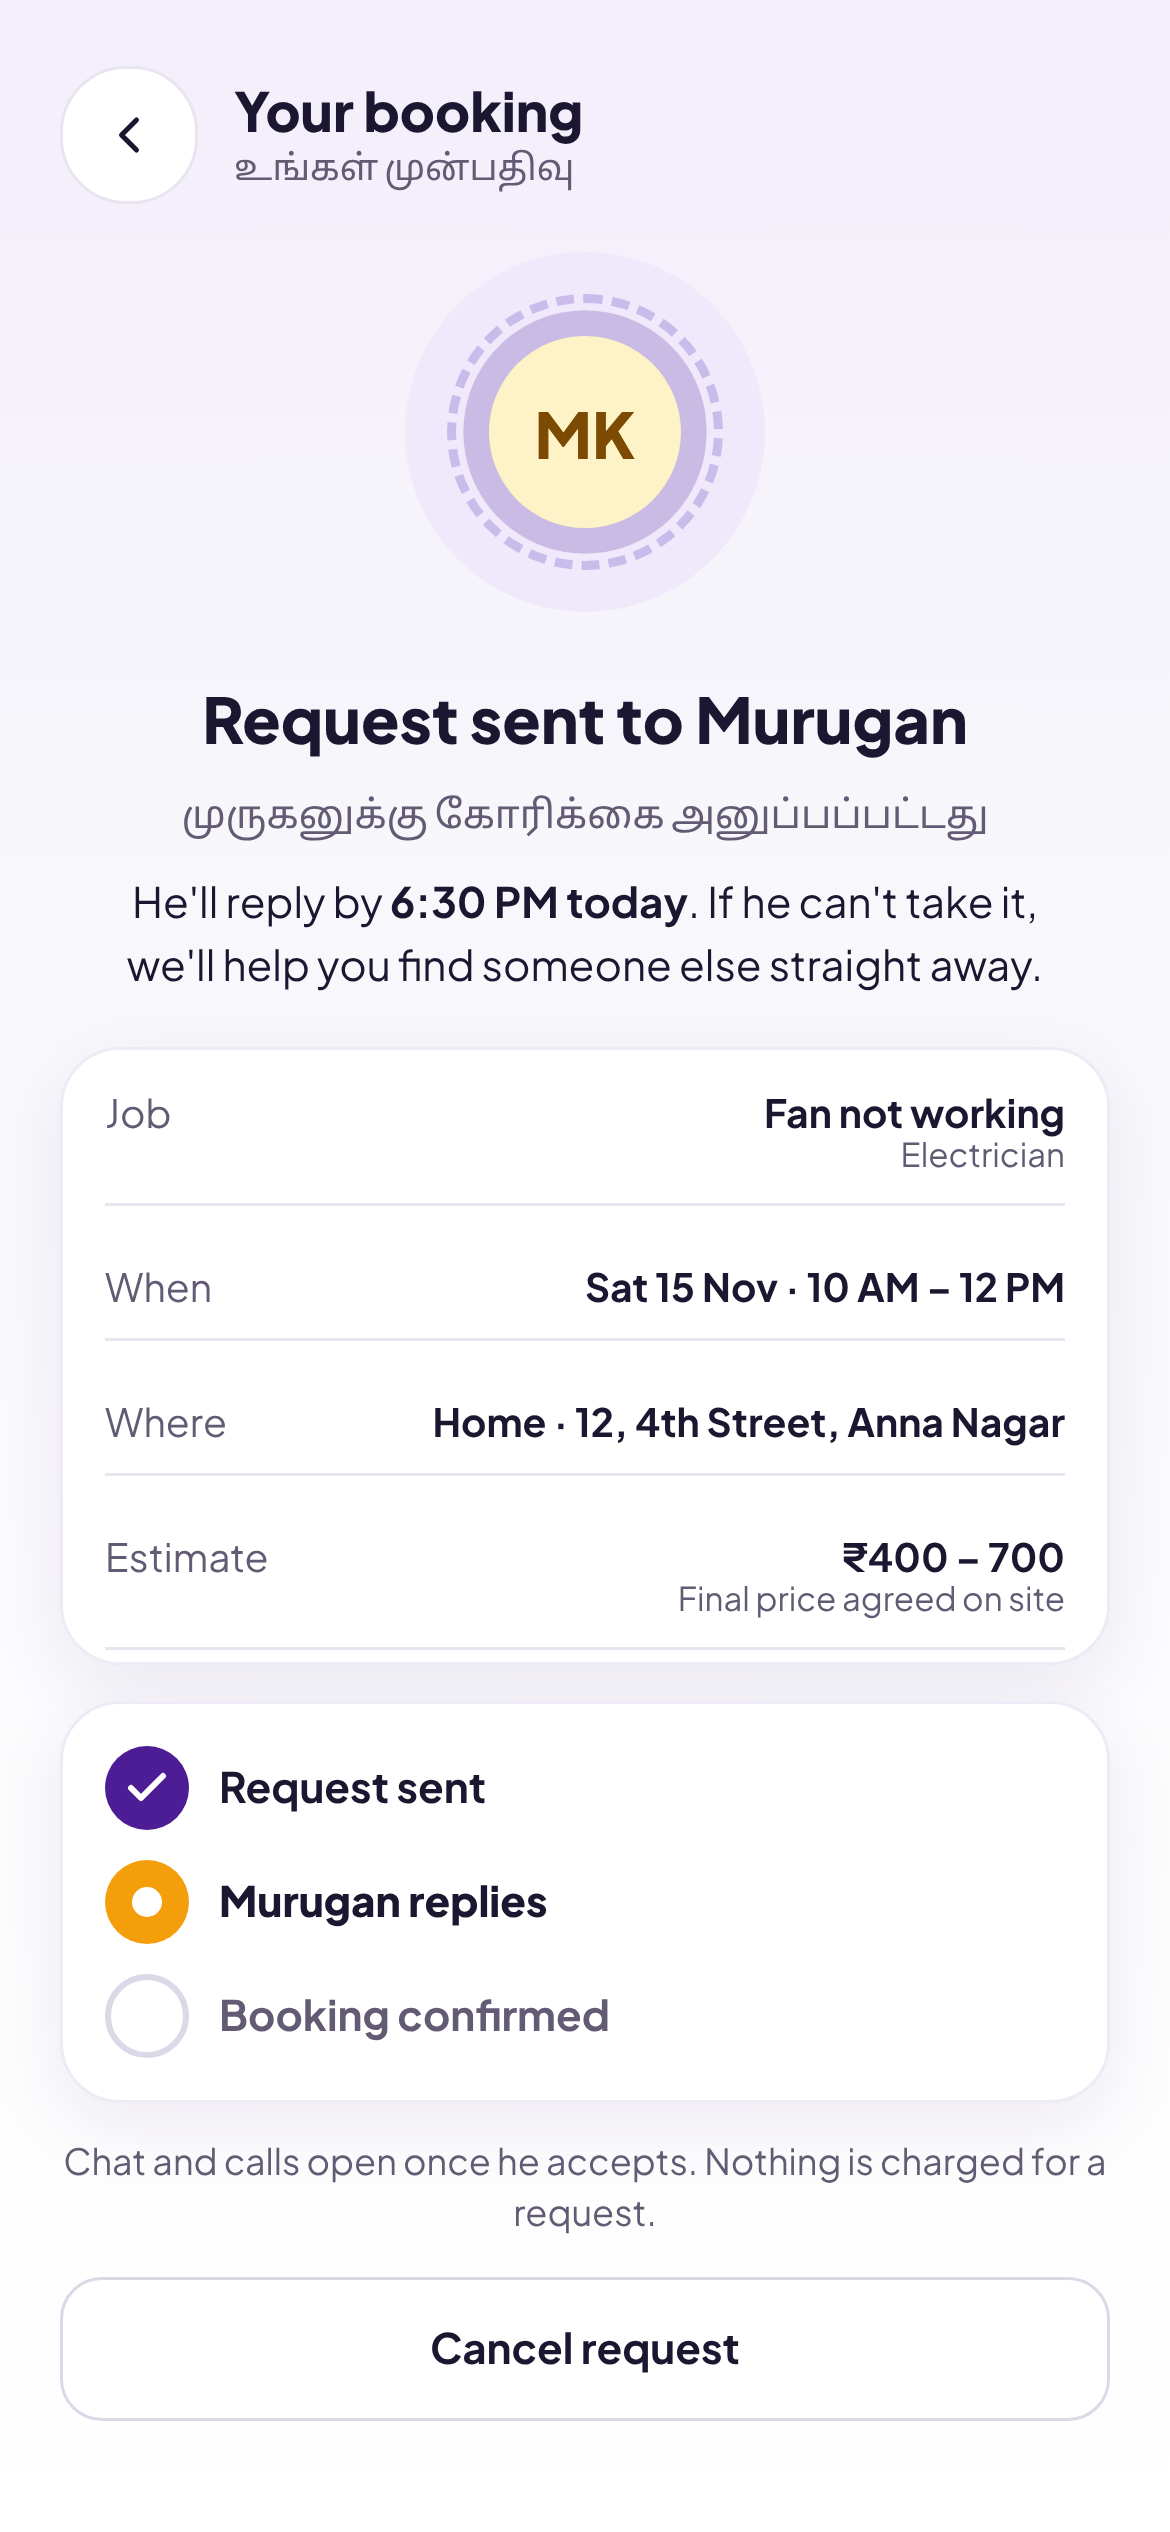 Your booking
உங்கள் முன்பதிவு
MK
Request sent to Murugan
முருகனுக்கு கோரிக்கை அனுப்பப்பட்டது
He'll reply by 6:30 PM today. If he can't take it,
we'll help you find someone else straight away.
Job
Fan not working
Electrician
When
Sat 15 Nov · 10 AM – 12 PM
Where
Home · 12, 4th Street, Anna Nagar
Estimate
₹400 – 700
Final price agreed on site
Request sent
Murugan replies
Booking confirmed
Chat and calls open once he accepts. Nothing is charged for a
request.
Cancel request